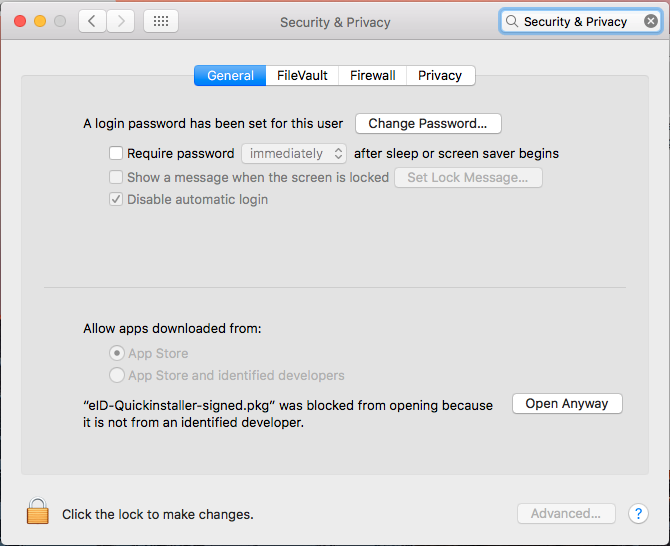 Security & Privacy
Security & Privacy
General FileVault Firewall Privacy
A login password has been set for this user Change Password...
Require password immediately after sleep or screen saver begins
Show a message when the screen is locked Set Lock Message...
Disable automatic login
Allow apps downloaded from:
App Store
App Store and identified developers
“eID-Quickinstaller-signed.pkg” was blocked from opening because Open Anyway
it is not from an identified developer.
Click the lock to make changes. Advanced... ?